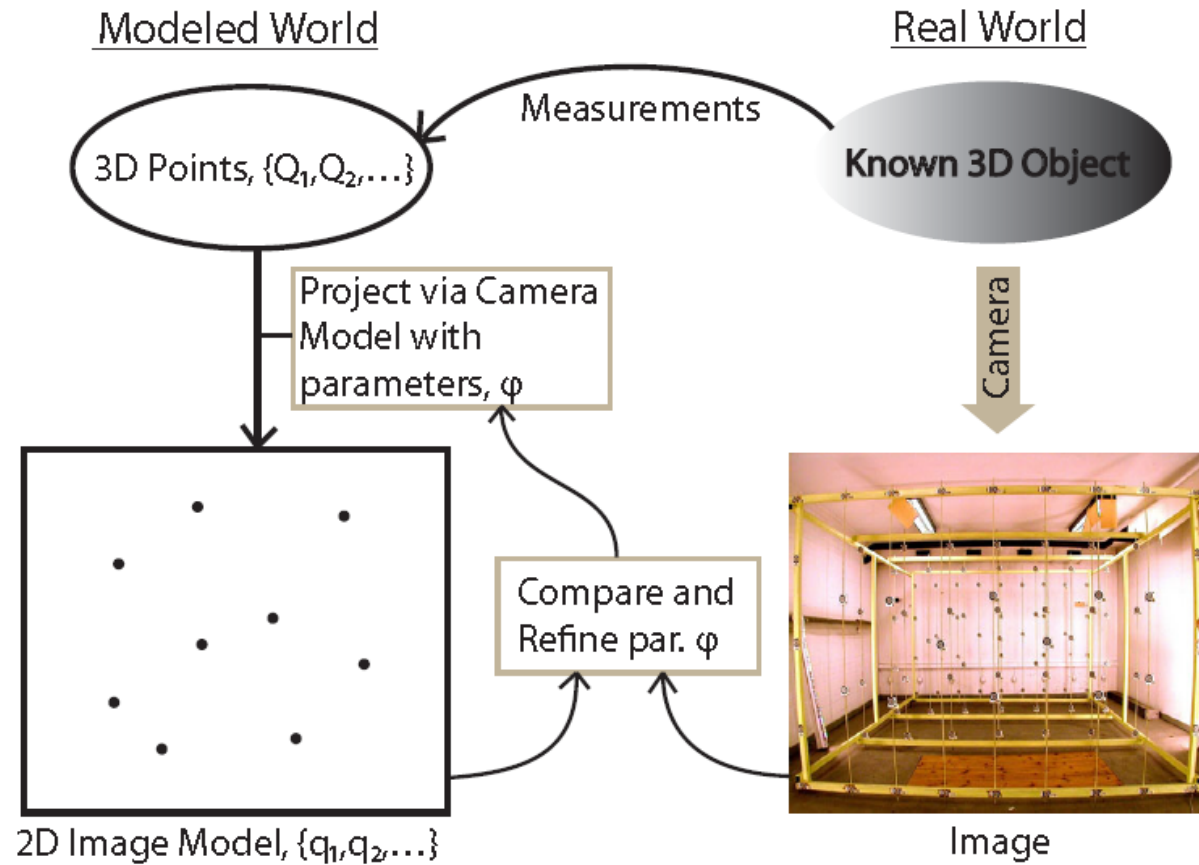 Modeled World
Real World
Measurements
3D Points, {Q₁,Q₂,...}
Known 3D Object
Project via Camera
Model with
parameters, φ
Camera
Compare and
Refine par. φ
2D Image Model, {q₁,q₂,...}
Image